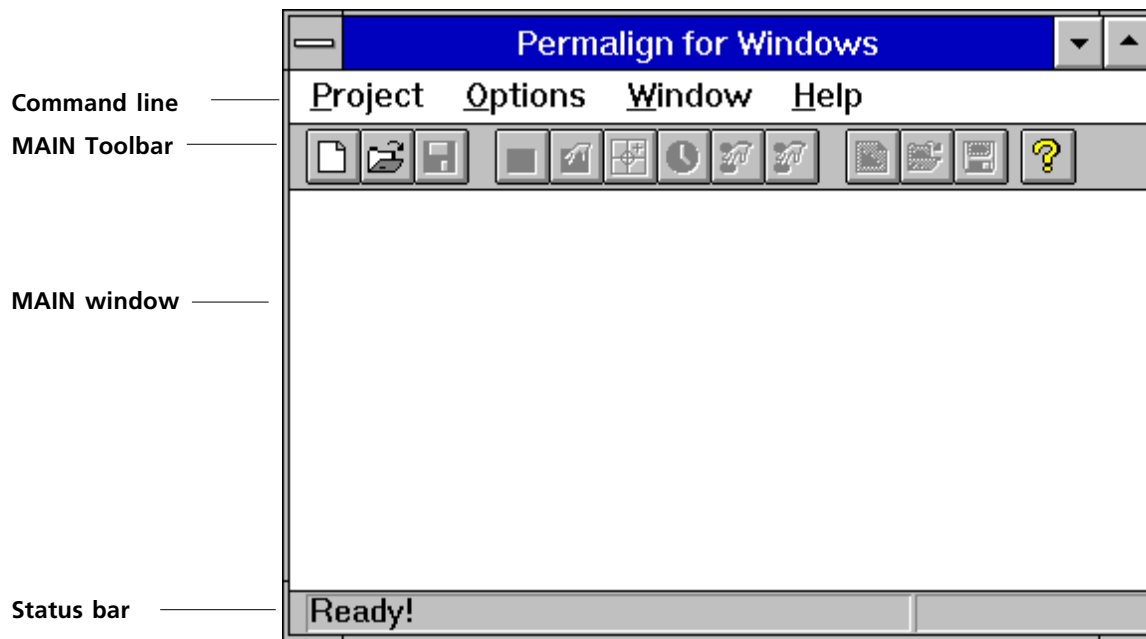 Permalign for Windows
Command line
Project Options Window Help
MAIN Toolbar
MAIN window
Status bar
Ready!